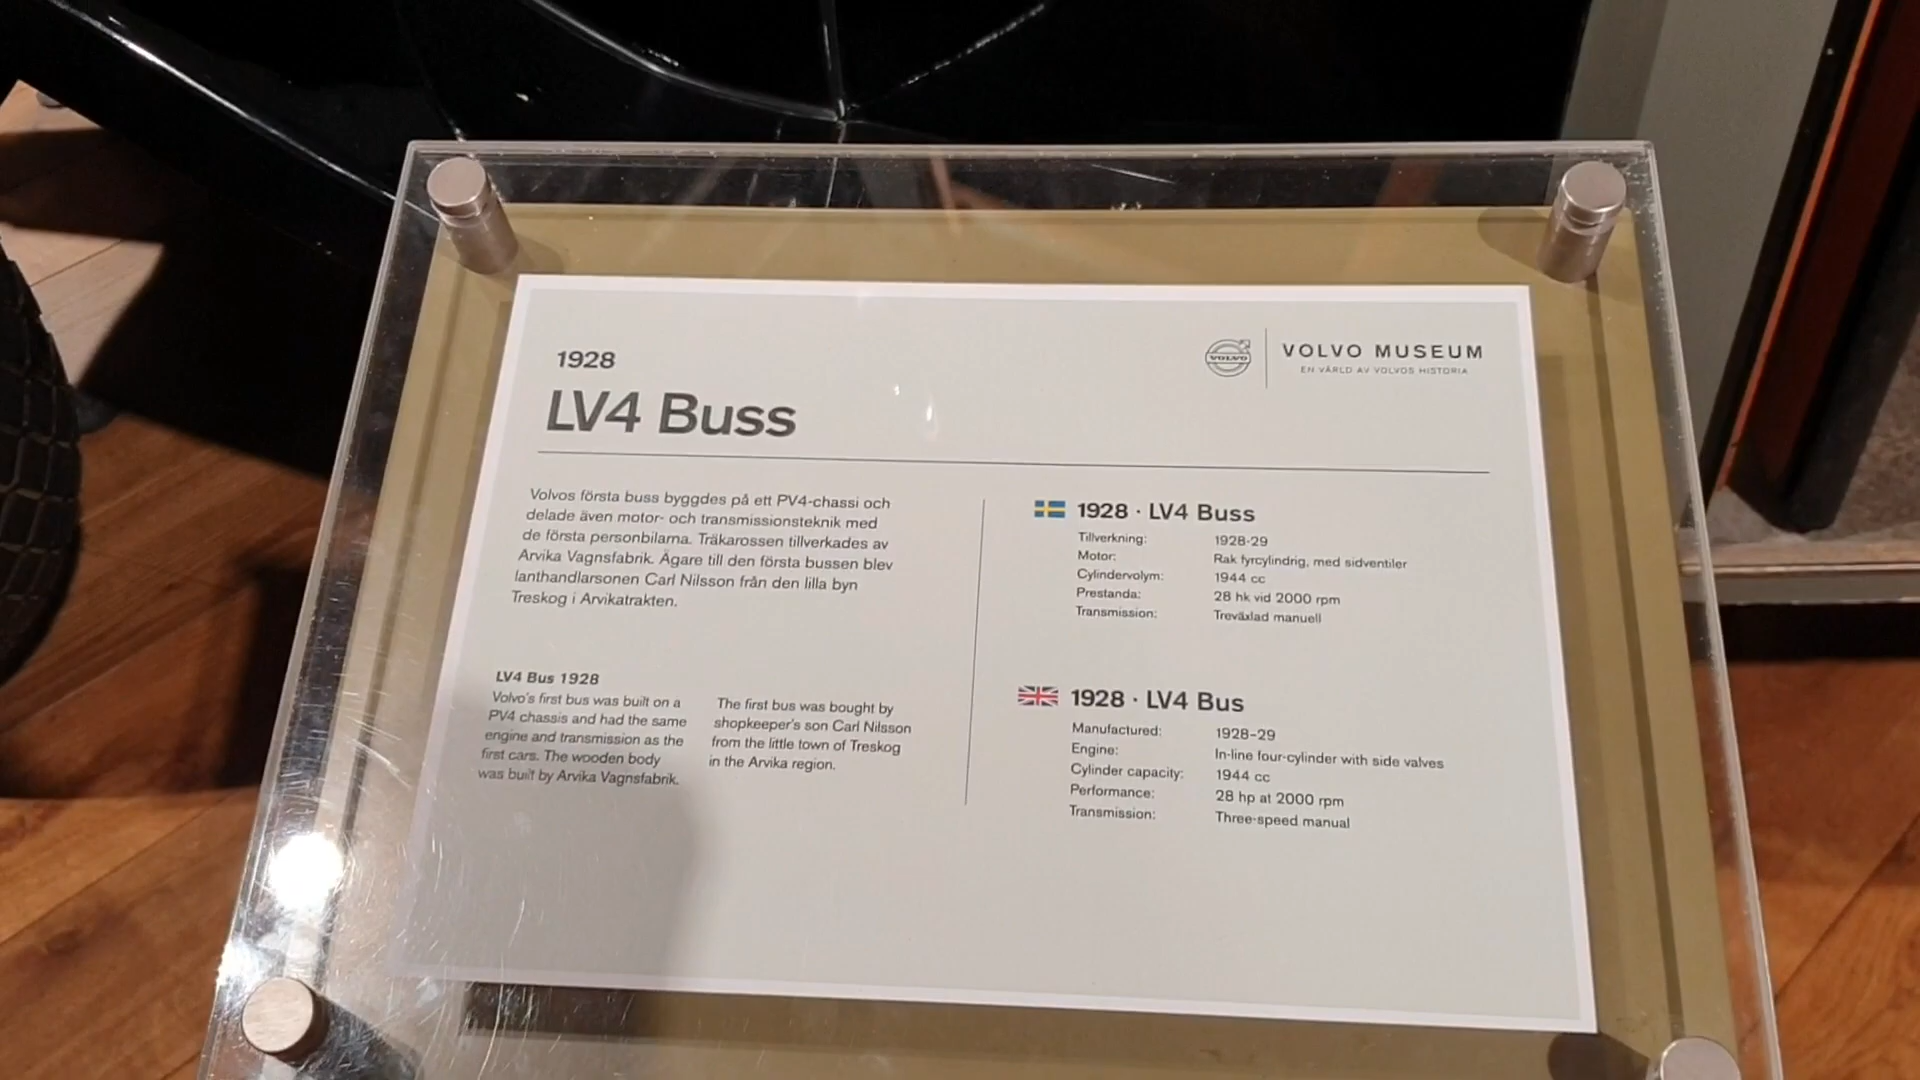 1928
LV4 Buss
VOLVO
VOLVO MUSEUM
EN VÄRLD AV VOLVOS HISTORIA
Volvos första buss byggdes på ett PV4-chassi och
delade även motor- och transmissionsteknik med
de första personbilarna. Träkarossen tillverkades av
Arvika Vagnsfabrik. Ägare till den första bussen blev
lanthandlarsonen Carl Nilsson från den lilla byn
Treskog i Arvikatrakten.
LV4 Bus 1928
Volvo's first bus was built on a
PV4 chassis and had the same
engine and transmission as the
first cars. The wooden body
was built by Arvika Vagnsfabrik.
The first bus was bought by
shopkeeper's son Carl Nilsson
from the little town of Treskog
in the Arvika region.
1928 · LV4 Buss
Tillverkning: 1928-29
Motor: Rak fyrcylindrig, med sidventiler
Cylindervolym: 1944 cc
Prestanda: 28 hk vid 2000 rpm
Transmission: Treväxlad manuell
1928 · LV4 Bus
Manufactured: 1928–29
Engine: In-line four-cylinder with side valves
Cylinder capacity: 1944 cc
Performance: 28 hp at 2000 rpm
Transmission: Three-speed manual